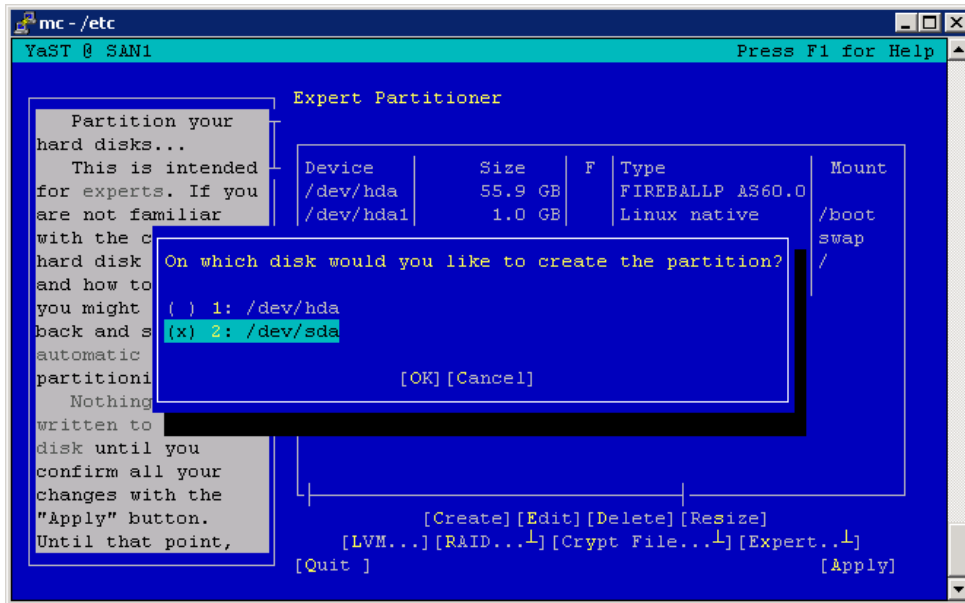 mc - /etc
YaST @ SAN1 Press F1 for Help
Expert Partitioner
Partition your
hard disks...
This is intended
for experts. If you
are not familiar
with the c
hard disk
and how to
you might
back and s
automatic
partitioni
Nothing
written to
disk until you
confirm all your
changes with the
"Apply" button.
Until that point,
Device Size F Type Mount
/dev/hda 55.9 GB FIREBALLP AS60.0
/dev/hda1 1.0 GB Linux native /boot
swap
/
On which disk would you like to create the partition?
( ) 1: /dev/hda
(x) 2: /dev/sda
[OK][Cancel]
[Create][Edit][Delete][Resize]
[LVM...][RAID...┴][Crypt File...┴][Expert..┴]
[Quit ] [Apply]